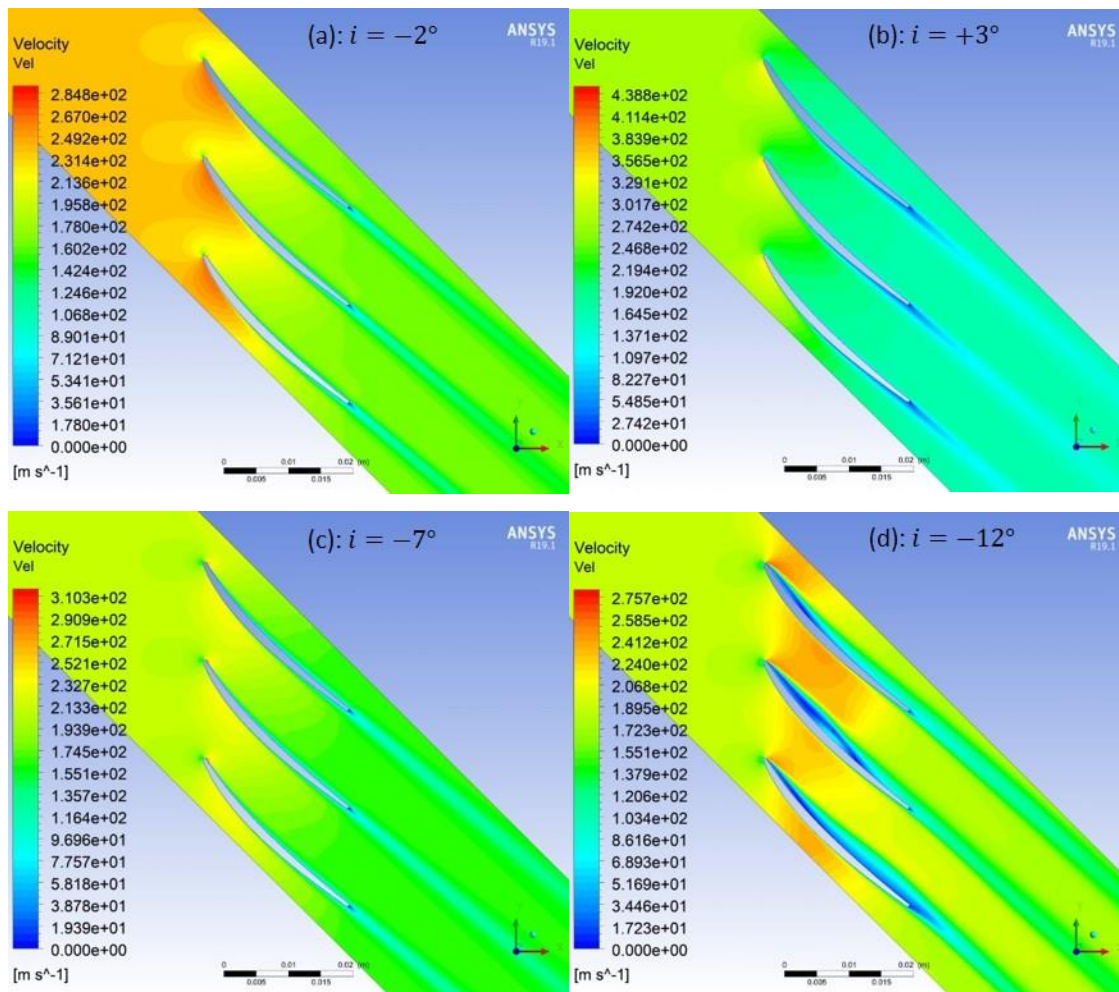 (a): i = −2°
ANSYS
R19.1
Velocity
Vel
2.848e+02
2.670e+02
2.492e+02
2.314e+02
2.136e+02
1.958e+02
1.780e+02
1.602e+02
1.424e+02
1.246e+02
1.068e+02
8.901e+01
7.121e+01
5.341e+01
3.561e+01
1.780e+01
0.000e+00
[m s^-1]
0 0.01 0.02 (m)
0.005 0.015
Y
X
(b): i = +3°
ANSYS
R19.1
Velocity
Vel
4.388e+02
4.114e+02
3.839e+02
3.565e+02
3.291e+02
3.017e+02
2.742e+02
2.468e+02
2.194e+02
1.920e+02
1.645e+02
1.371e+02
1.097e+02
8.227e+01
5.485e+01
2.742e+01
0.000e+00
[m s^-1]
0 0.01 0.02 (m)
0.005 0.015
(c): i = −7°
ANSYS
R19.1
Velocity
Vel
3.103e+02
2.909e+02
2.715e+02
2.521e+02
2.327e+02
2.133e+02
1.939e+02
1.745e+02
1.551e+02
1.357e+02
1.164e+02
9.696e+01
7.757e+01
5.818e+01
3.878e+01
1.939e+01
0.000e+00
[m s^-1]
0 0.01 0.02 (m)
0.005 0.015
(d): i = −12°
ANSYS
R19.1
Velocity
Vel
2.757e+02
2.585e+02
2.412e+02
2.240e+02
2.068e+02
1.895e+02
1.723e+02
1.551e+02
1.379e+02
1.206e+02
1.034e+02
8.616e+01
6.893e+01
5.169e+01
3.446e+01
1.723e+01
0.000e+00
[m s^-1]
0 0.01 0.02 (m)
0.005 0.015